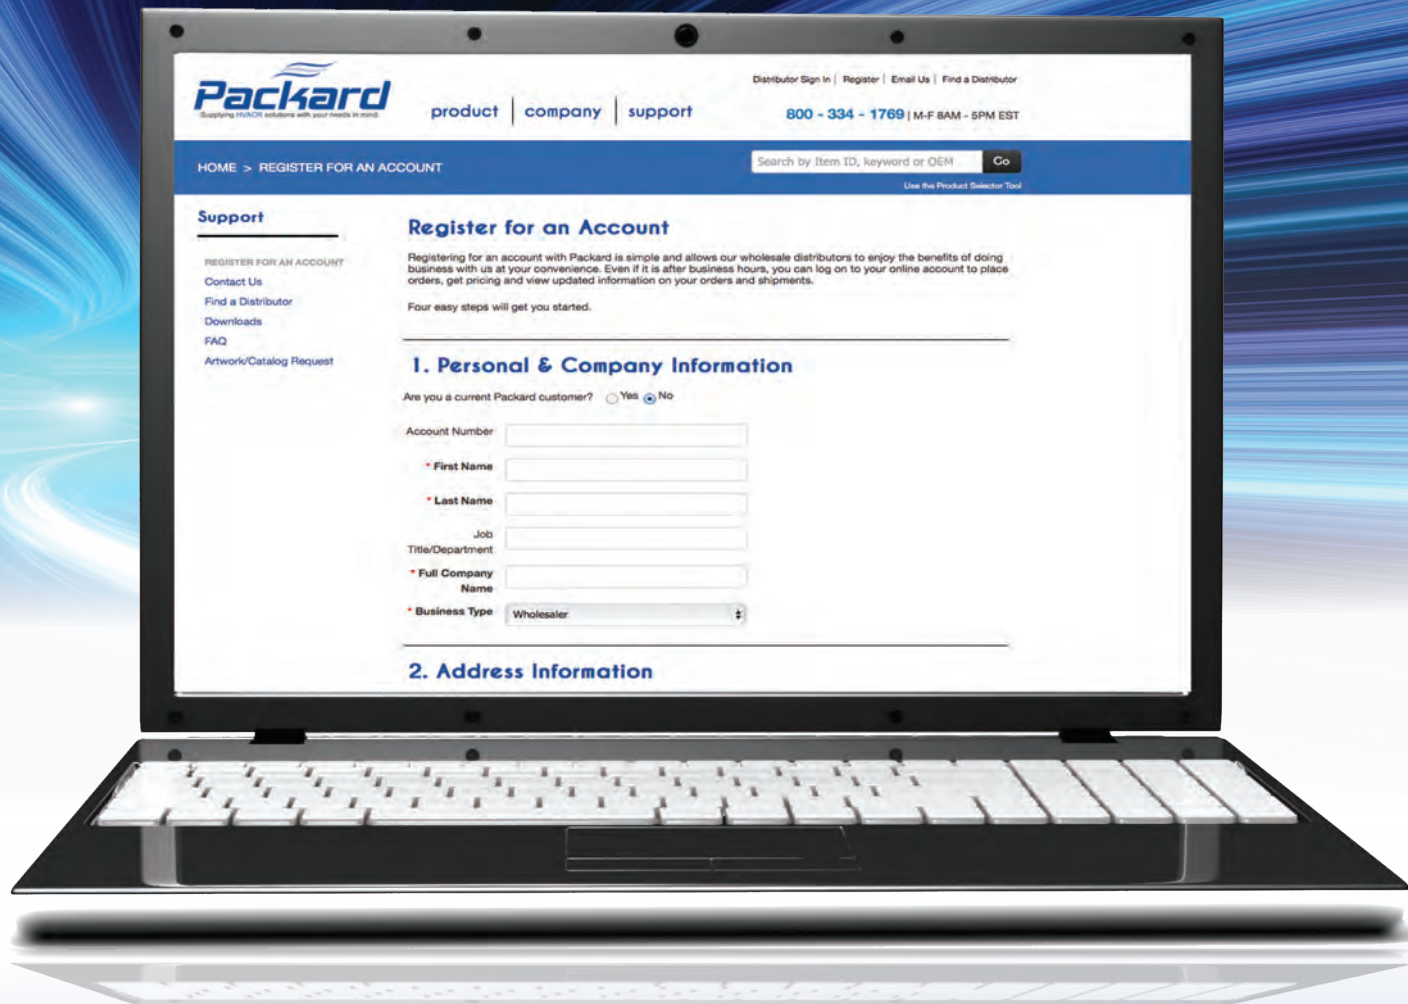 Packard
Supplying HVACR solutions with your needs in mind.
product | company | support
Distributor Sign In | Register | Email Us | Find a Distributor
800 - 334 - 1769 | M-F 8AM - 5PM EST
HOME > REGISTER FOR AN ACCOUNT
Search by Item ID, keyword or OEM
Go
Use the Product Selector Tool
Support
REGISTER FOR AN ACCOUNT
Contact Us
Find a Distributor
Downloads
FAQ
Artwork/Catalog Request
Register for an Account
Registering for an account with Packard is simple and allows our wholesale distributors to enjoy the benefits of doing
business with us at your convenience. Even if it is after business hours, you can log on to your online account to place
orders, get pricing and view updated information on your orders and shipments.
Four easy steps will get you started.
1. Personal & Company Information
Are you a current Packard customer? Yes No
Account Number
* First Name
* Last Name
Job
Title/Department
* Full Company
Name
* Business Type Wholesaler
2. Address Information